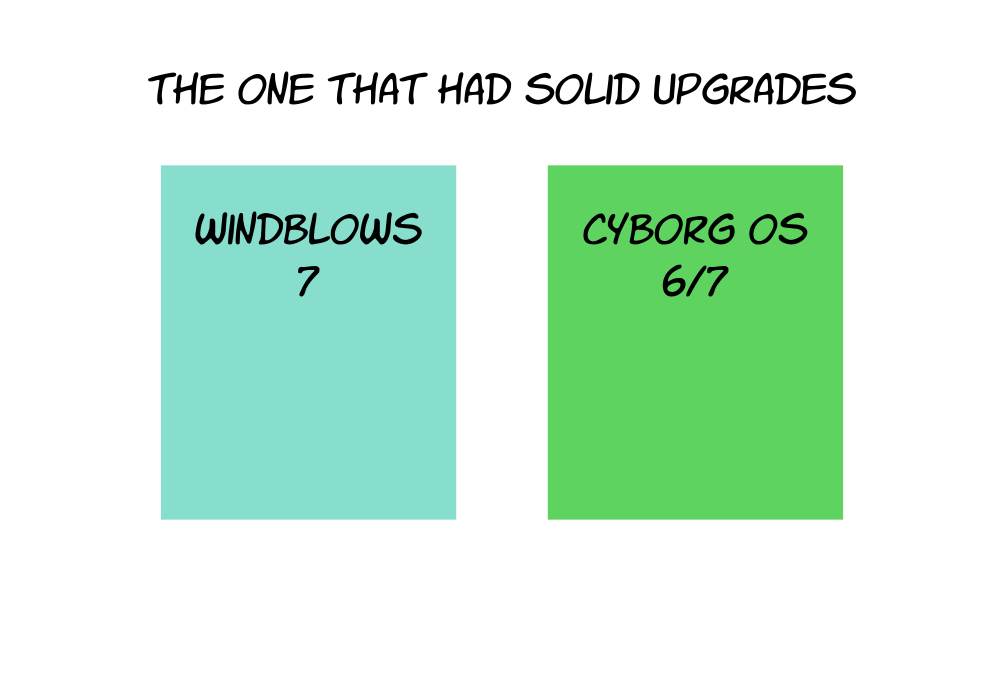 THE ONE THAT HAD SOLID UPGRADES
WINDBLOWS
7
CYBORG OS
6/7